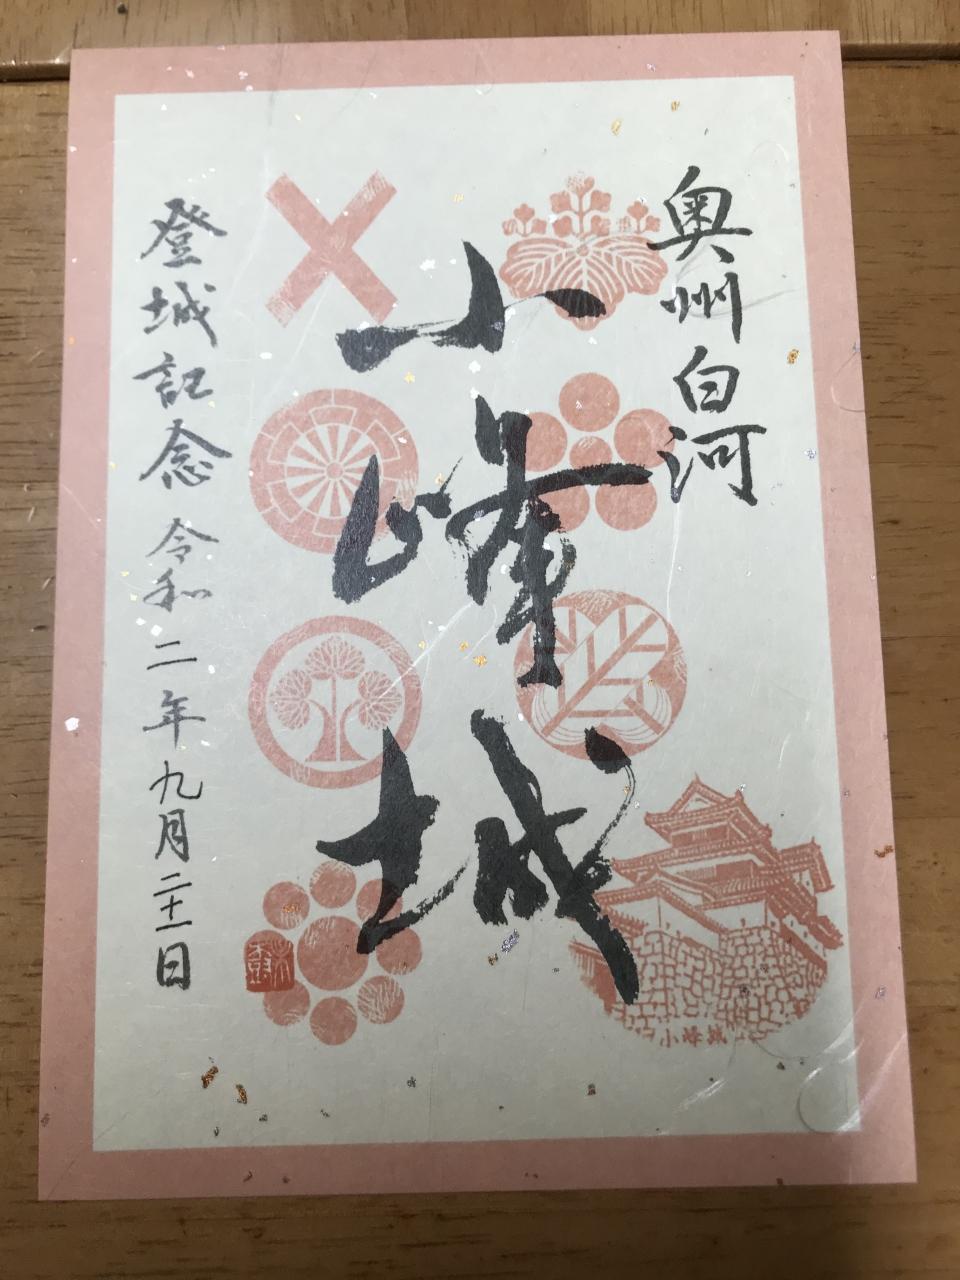 奥州白河
小峰城
登城記念 令和二年九月二十一日
小峰城